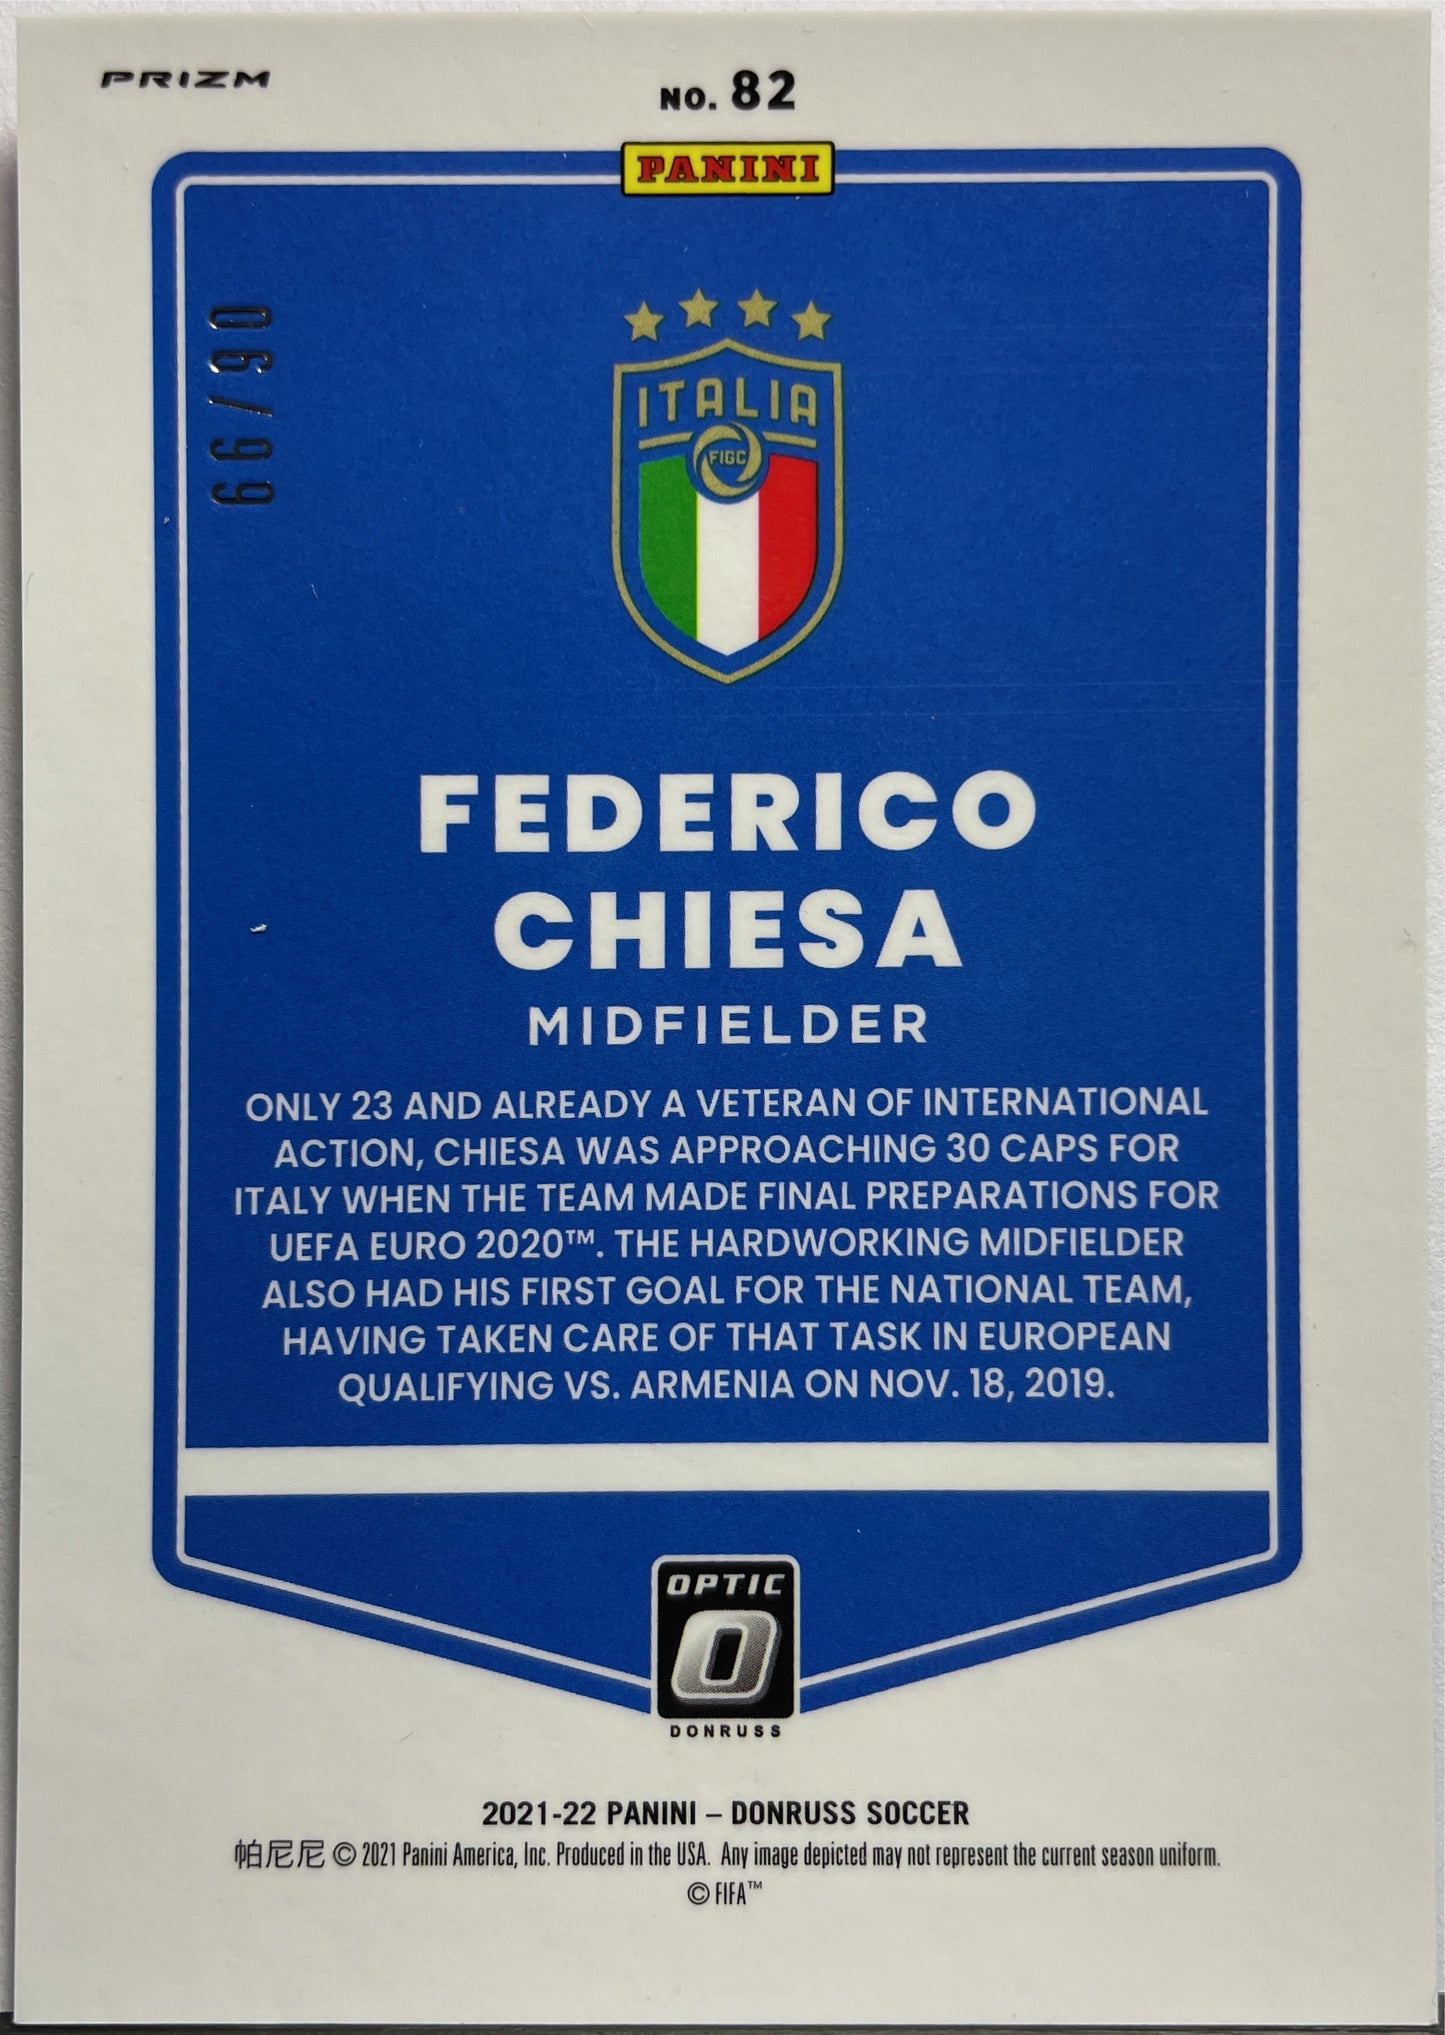 PRIZM
NO. 82
PANINI
06/99
ITALIA
FIGC
FEDERICO
CHIESA
MIDFIELDER
ONLY 23 AND ALREADY A VETERAN OF INTERNATIONAL
ACTION, CHIESA WAS APPROACHING 30 CAPS FOR
ITALY WHEN THE TEAM MADE FINAL PREPARATIONS FOR
UEFA EURO 2020™. THE HARDWORKING MIDFIELDER
ALSO HAD HIS FIRST GOAL FOR THE NATIONAL TEAM,
HAVING TAKEN CARE OF THAT TASK IN EUROPEAN
QUALIFYING VS. ARMENIA ON NOV. 18, 2019.
OPTIC
O
DONRUSS
2021-22 PANINI – DONRUSS SOCCER
帕尼尼 © 2021 Panini America, Inc. Produced in the USA. Any image depicted may not represent the current season uniform.
© FIFA™